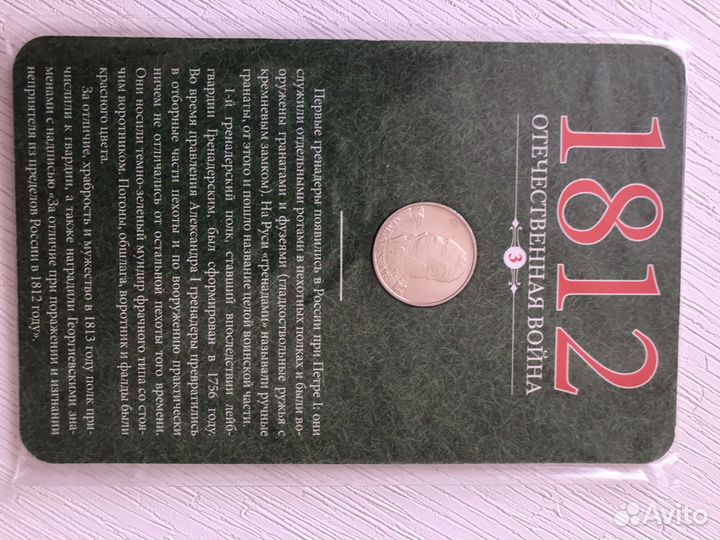 1812
ОТЕЧЕСТВЕННАЯ ВОЙНА
3
Первые гренадеры появились в России при Петре I: они
служили отдельными ротами в пехотных полках и были во-
оружены гранатами и фузеями (гладкоствольные ружья с
кремневым замком). На Руси «гренадами» называли ручные
гранаты, от этого и пошло название целой воинской части.
1-й гренадерский полк, ставший впоследствии лейб-
гвардии Гренадерским, был сформирован в 1756 году.
Во время правления Александра I гренадеры превратились
в отборные части пехоты и по вооружению практически
ничем не отличались от остальной пехоты того времени.
Они носили темно-зеленый мундир фрачного типа со стоя-
чим воротником. Погоны, обшлага, воротник и фалды были
красного цвета.
За отличие, храбрость и мужество в 1813 году полк при-
числили к гвардии, а также наградили Георгиевскими зна-
менами с надписью «За отличие при поражении и изгнании
неприятеля из пределов России в 1812 году».
Avito